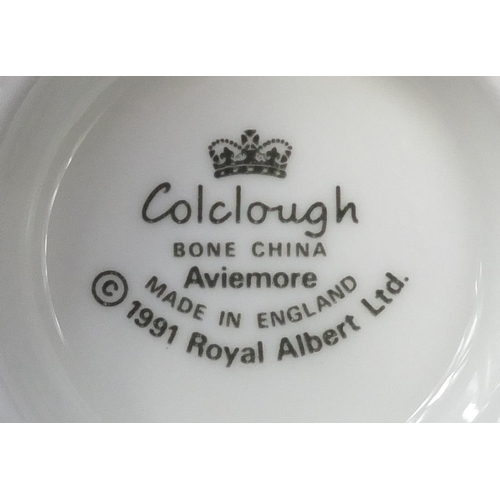 Colclough
BONE CHINA
Aviemore
MADE IN ENGLAND
© 1991 Royal Albert Ltd.